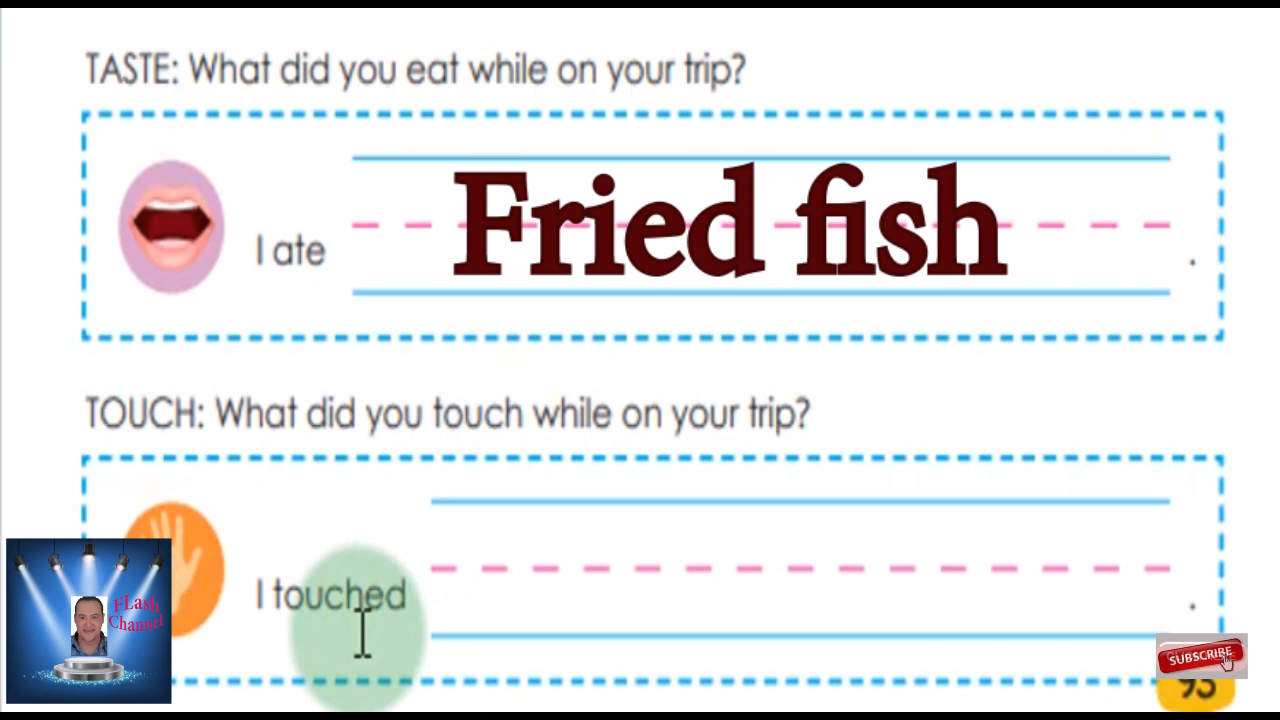 TASTE: What did you eat while on your trip?
I ate Fried fish .
TOUCH: What did you touch while on your trip?
I touched .
FLash
Channel
SUBSCRIBE
93